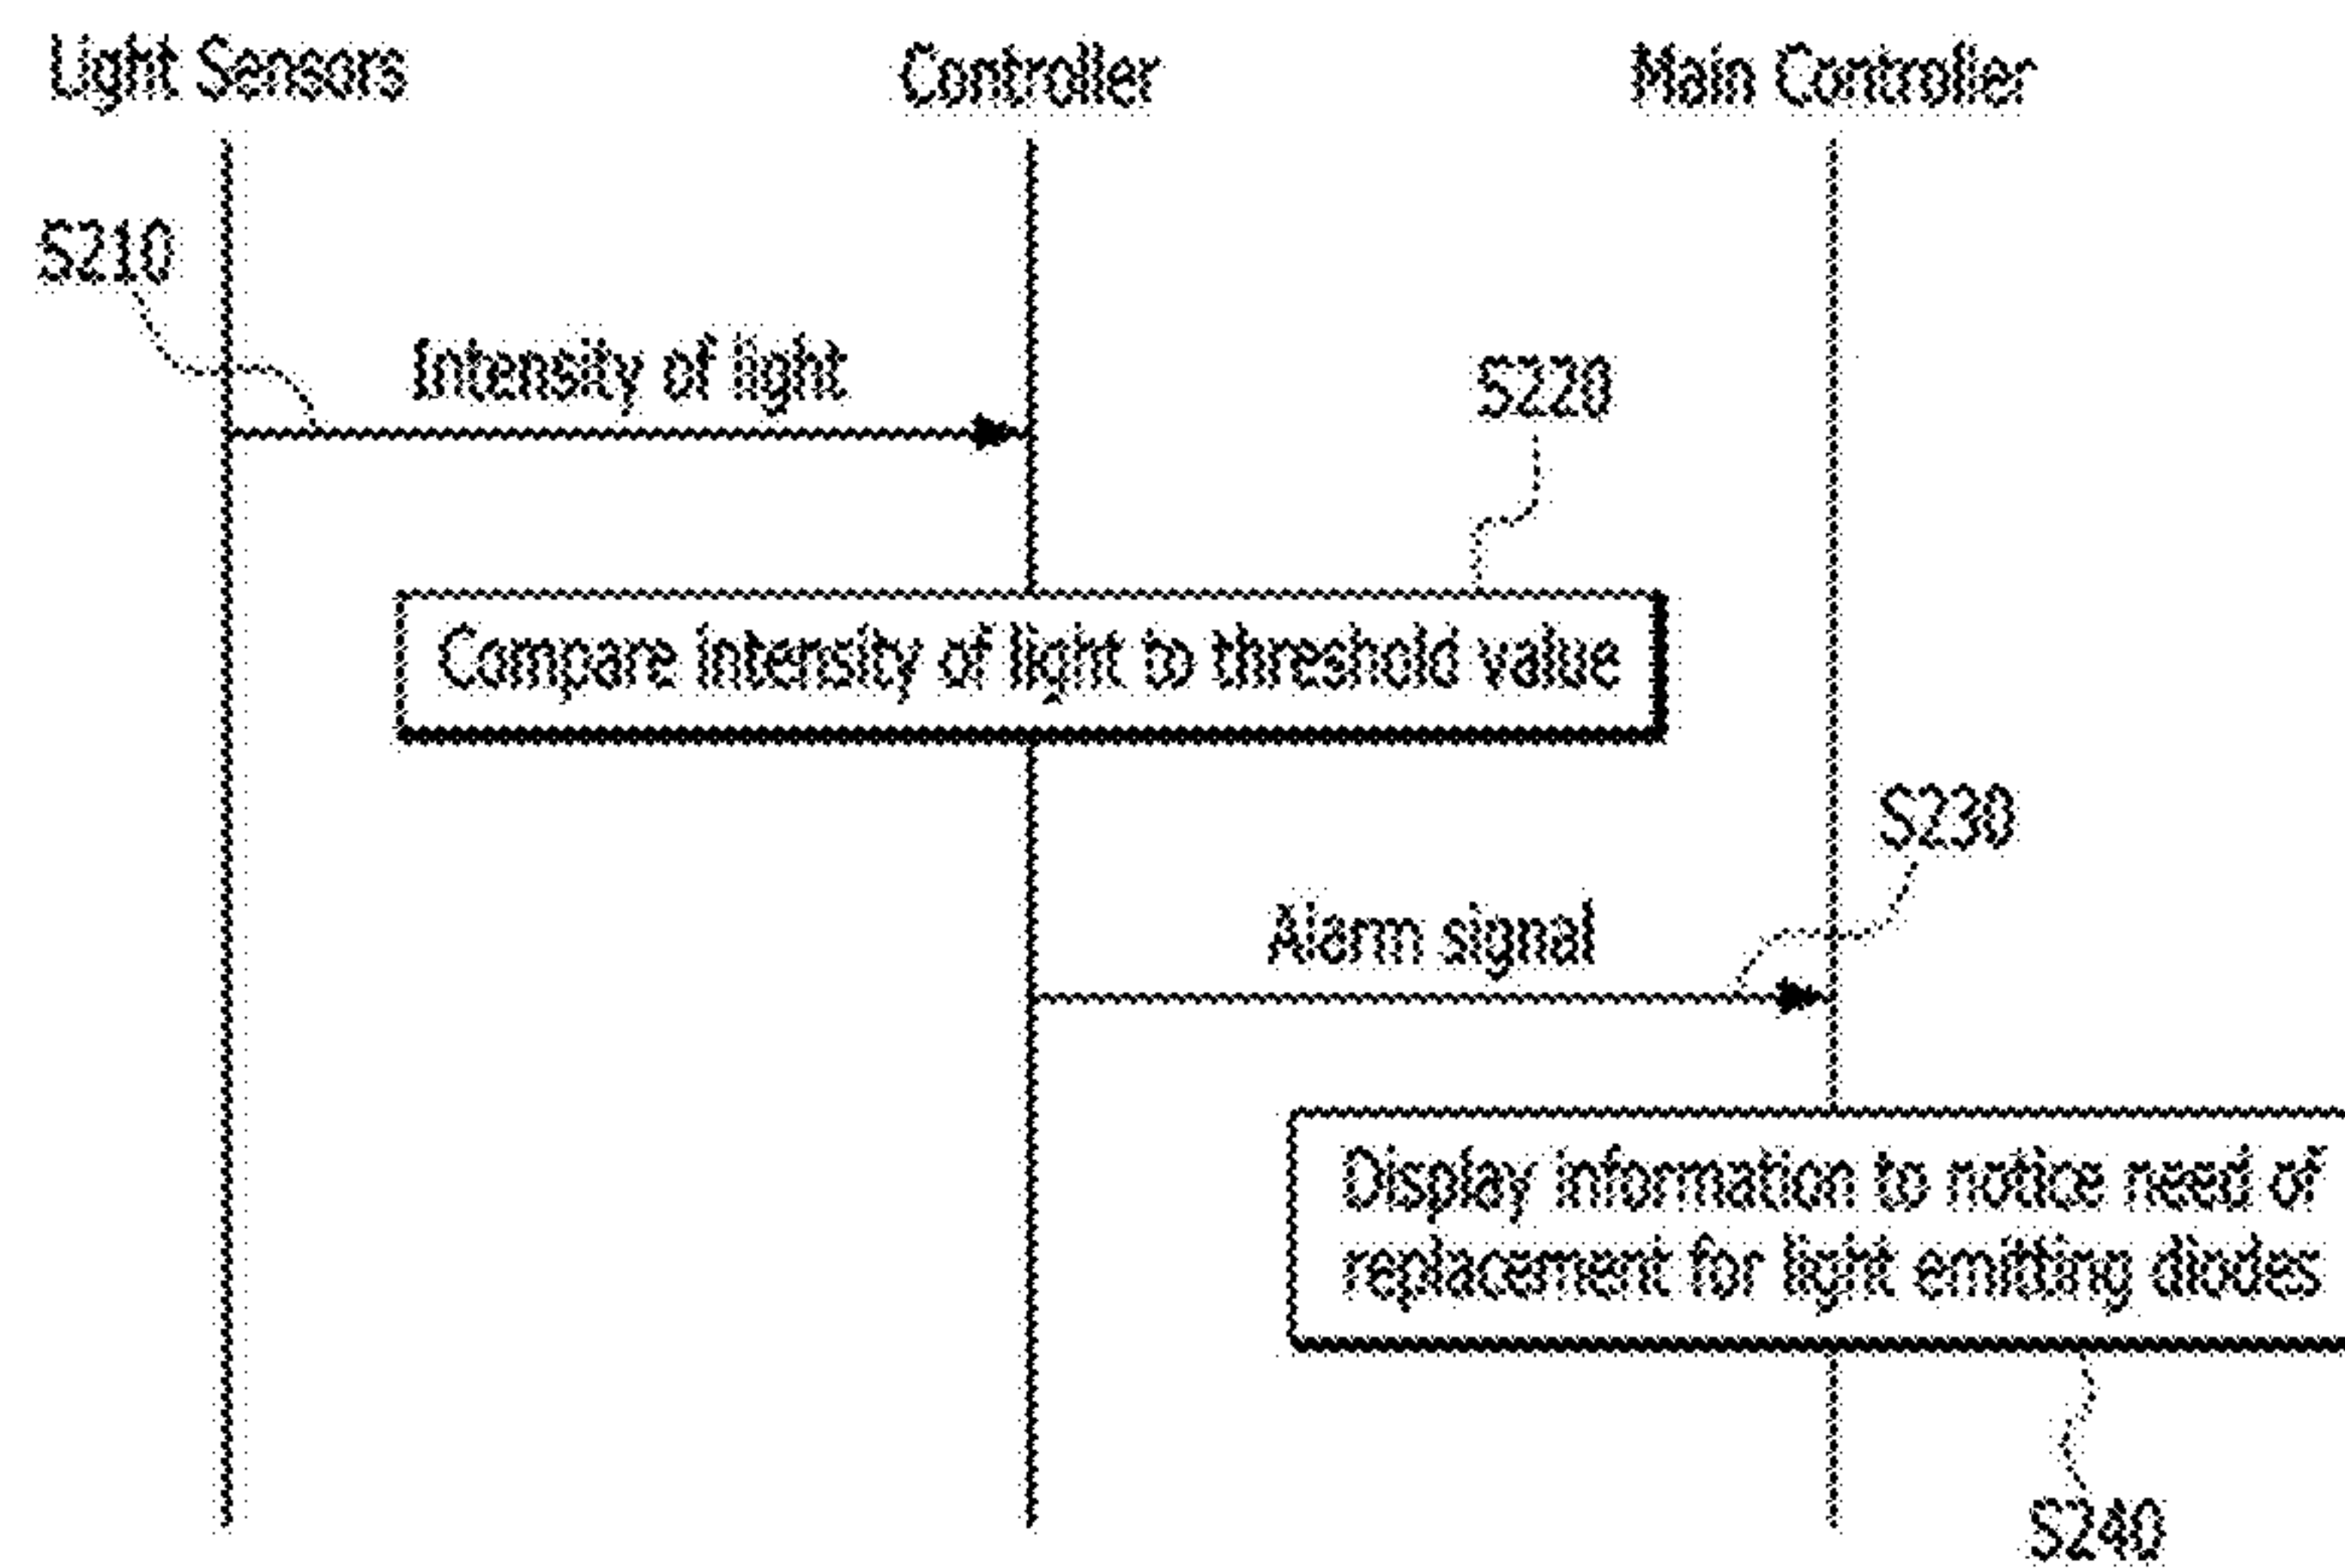 Light Sensors
Controller
Main Controller
S210
Intensity of light
S220
Compare intensity of light to threshold value
S230
Alarm signal
Display information to notice need of
replacement for light emitting diodes
S240